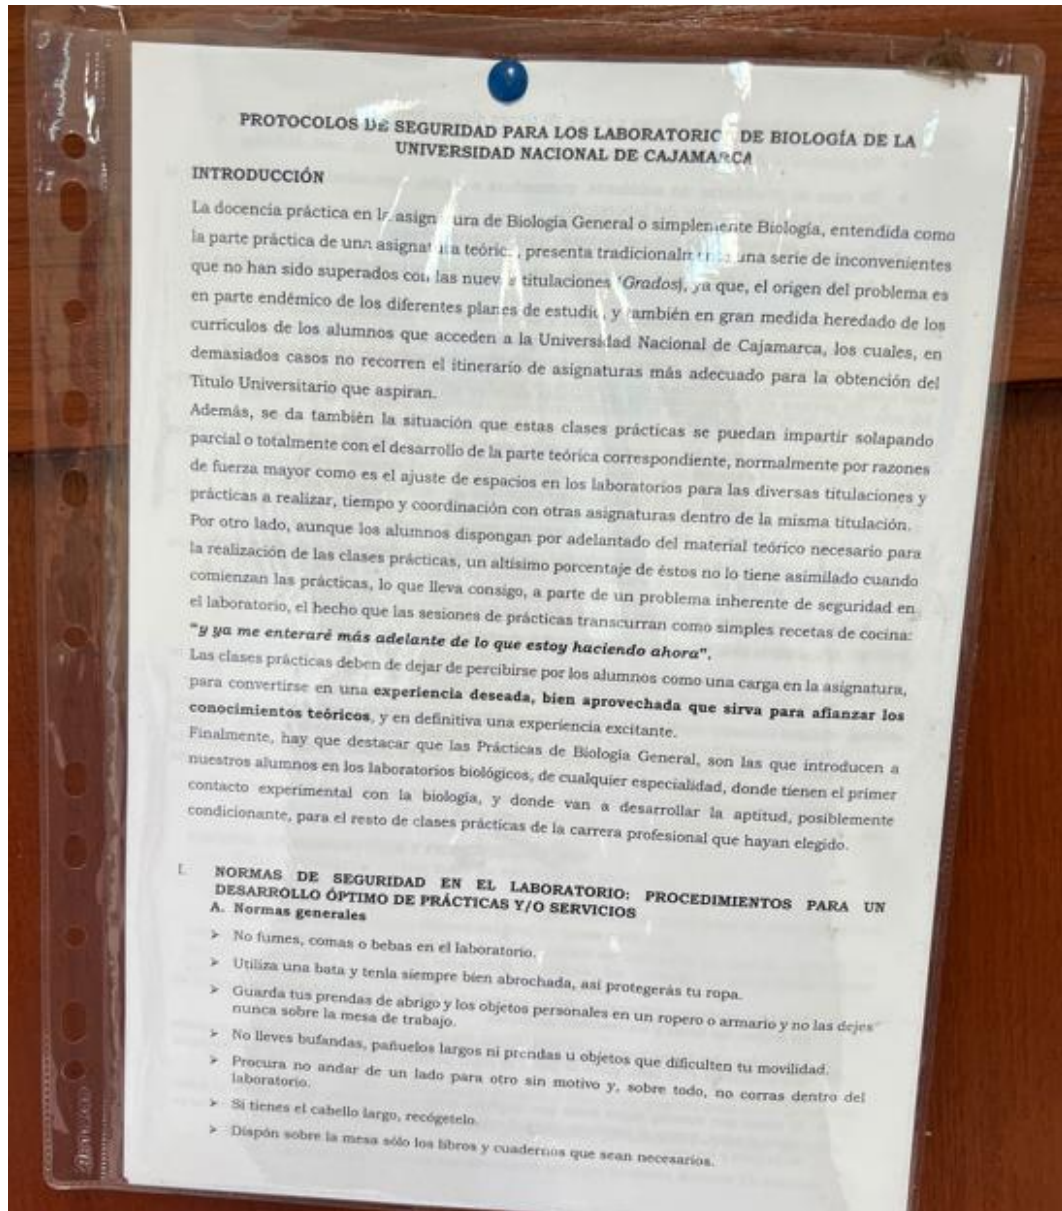 PROTOCOLOS DE SEGURIDAD PARA LOS LABORATORIOS DE BIOLOGÍA DE LA
UNIVERSIDAD NACIONAL DE CAJAMARCA
INTRODUCCIÓN
La docencia práctica en la asignatura de Biología General o simplemente Biología, entendida como
la parte práctica de una asignatura teórica, presenta tradicionalmente una serie de inconvenientes
que no han sido superados con las nuevas titulaciones (Grados), ya que, el origen del problema es
en parte endémico de los diferentes planes de estudio, y también en gran medida heredado de los
currículos de los alumnos que acceden a la Universidad Nacional de Cajamarca, los cuales, en
demasiados casos no recorren el itinerario de asignaturas más adecuado para la obtención del
Título Universitario que aspiran.
Además, se da también la situación que estas clases prácticas se puedan impartir solapando
parcial o totalmente con el desarrollo de la parte teórica correspondiente, normalmente por razones
de fuerza mayor como es el ajuste de espacios en los laboratorios para las diversas titulaciones y
prácticas a realizar, tiempo y coordinación con otras asignaturas dentro de la misma titulación.
Por otro lado, aunque los alumnos dispongan por adelantado del material teórico necesario para
la realización de las clases prácticas, un altísimo porcentaje de éstos no lo tiene asimilado cuando
comienzan las prácticas, lo que lleva consigo, a parte de un problema inherente de seguridad en
el laboratorio, el hecho que las sesiones de prácticas transcurran como simples recetas de cocina:
"y ya me enteraré más adelante de lo que estoy haciendo ahora".
Las clases prácticas deben de dejar de percibirse por los alumnos como una carga en la asignatura,
para convertirse en una experiencia deseada, bien aprovechada que sirva para afianzar los
conocimientos teóricos, y en definitiva una experiencia excitante.
Finalmente, hay que destacar que las Prácticas de Biología General, son las que introducen a
nuestros alumnos en los laboratorios biológicos, de cualquier especialidad, donde tienen el primer
contacto experimental con la biología, y donde van a desarrollar la aptitud, posiblemente
condicionante, para el resto de clases prácticas de la carrera profesional que hayan elegido.
I. NORMAS DE SEGURIDAD EN EL LABORATORIO: PROCEDIMIENTOS PARA UN
DESARROLLO ÓPTIMO DE PRÁCTICAS Y/O SERVICIOS
A. Normas generales
➢ No fumes, comas o bebas en el laboratorio.
➢ Utiliza una bata y tenla siempre bien abrochada, así protegerás tu ropa.
➢ Guarda tus prendas de abrigo y los objetos personales en un ropero o armario y no las dejes
nunca sobre la mesa de trabajo.
➢ No lleves bufandas, pañuelos largos ni prendas u objetos que dificulten tu movilidad.
➢ Procura no andar de un lado para otro sin motivo y, sobre todo, no corras dentro del
laboratorio.
➢ Si tienes el cabello largo, recógetelo.
➢ Dispón sobre la mesa sólo los libros y cuadernos que sean necesarios.